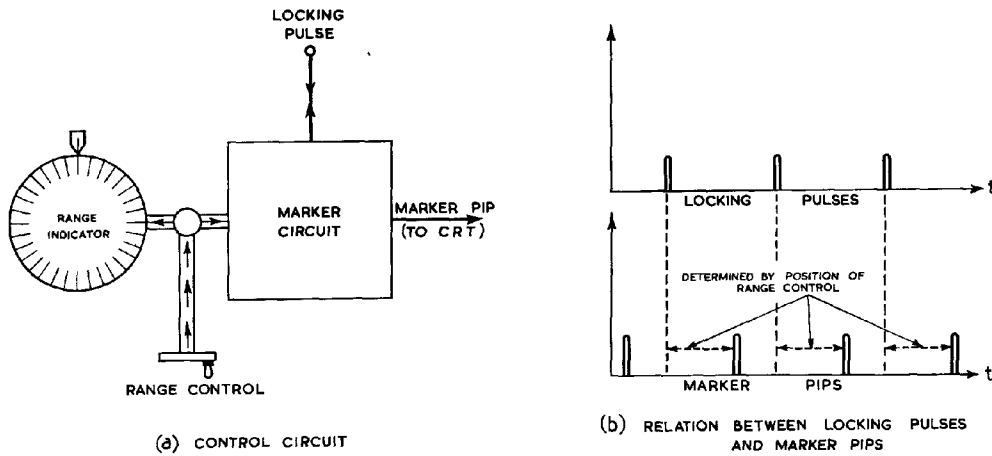 LOCKING
PULSE
RANGE
INDICATOR
MARKER
CIRCUIT
MARKER PIP
(TO CRT)
RANGE CONTROL
(a) CONTROL CIRCUIT
t
LOCKING PULSES
DETERMINED BY POSITION OF
RANGE CONTROL
t
MARKER PIPS
(b) RELATION BETWEEN LOCKING PULSES
AND MARKER PIPS